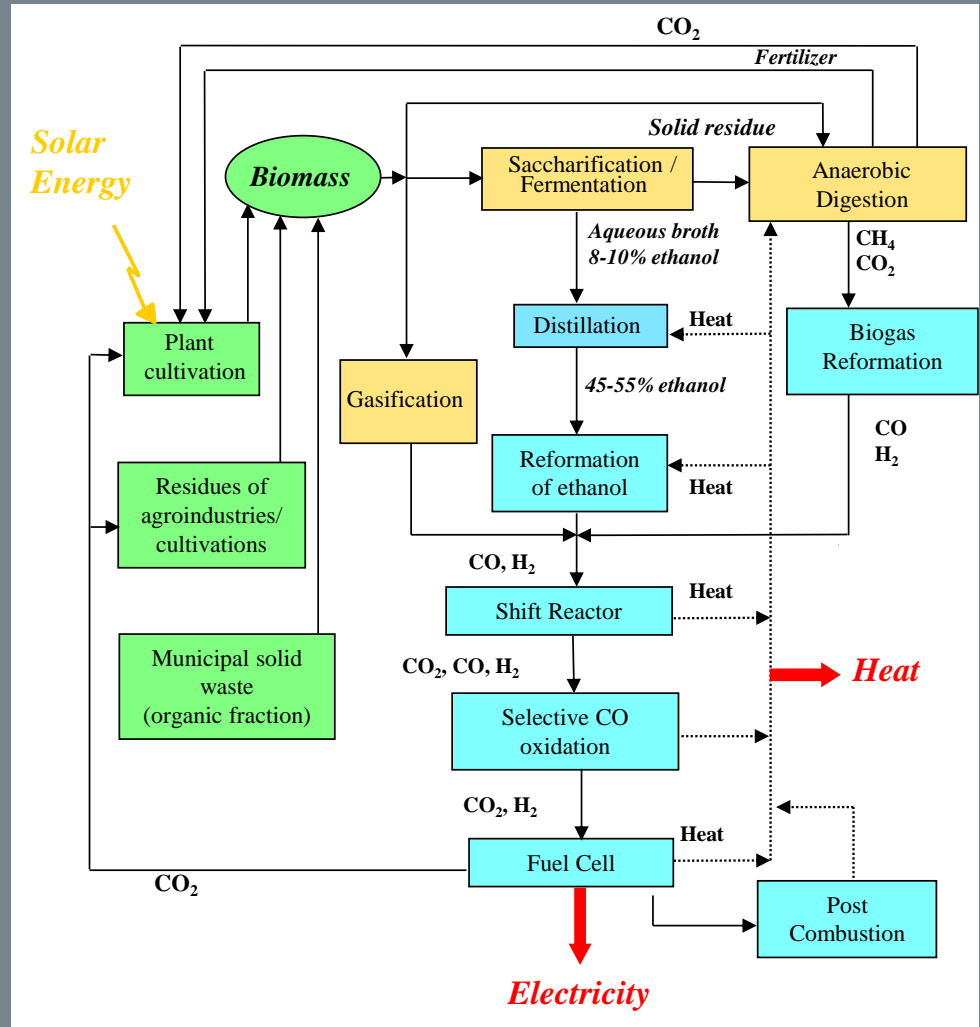 CO₂
Fertilizer
Solar
Energy
Biomass
Solid residue
Saccharification /
Fermentation
Anaerobic
Digestion
Aqueous broth
8-10% ethanol
CH₄
CO₂
Plant
cultivation
Distillation
Heat
Biogas
Reformation
Gasification
45-55% ethanol
CO
H₂
Reformation
of ethanol
Heat
Residues of
agroindustries/
cultivations
CO, H₂
Shift Reactor
Heat
Municipal solid
waste
(organic fraction)
CO₂, CO, H₂
Heat
Selective CO
oxidation
CO₂, H₂
Heat
Fuel Cell
CO₂
Post
Combustion
Electricity